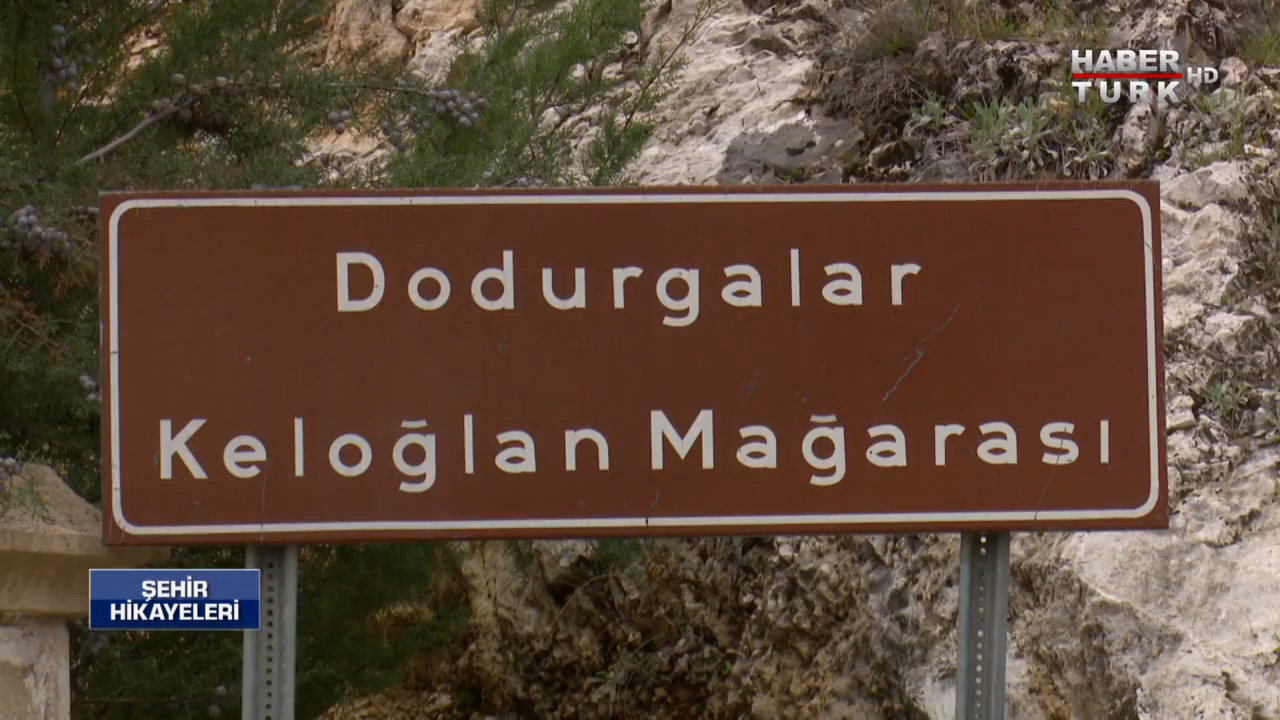 HABER
TURK HD
Dodurgalar
Keloğlan Mağarası
ŞEHİR
HİKAYELERİ